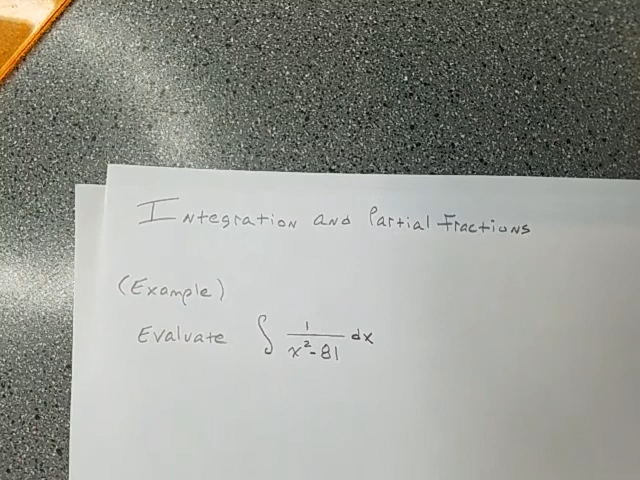 Integration and Partial Fractions
(Example)
Evaluate ∫ 1/(x²-81) dx